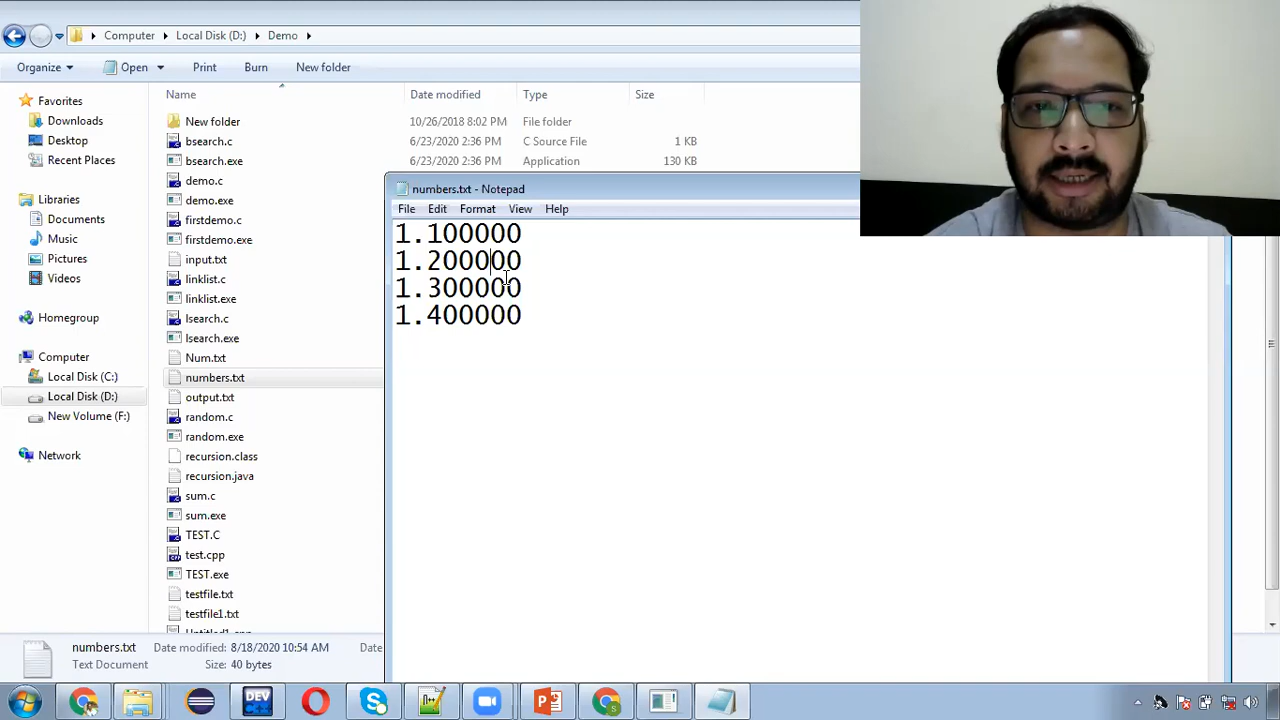 Computer
Local Disk (D:)
Demo
Organize
Open
Print
Burn
New folder
Name
Date modified
Type
Size
Favorites
Downloads
Desktop
Recent Places
Libraries
Documents
Music
Pictures
Videos
Homegroup
Computer
Local Disk (C:)
Local Disk (D:)
New Volume (F:)
Network
New folder 10/26/2018 8:02 PM File folder
bsearch.c 6/23/2020 2:36 PM C Source File 1 KB
bsearch.exe 6/23/2020 2:36 PM Application 130 KB
demo.c
demo.exe
firstdemo.c
firstdemo.exe
input.txt
linklist.c
linklist.exe
lsearch.c
lsearch.exe
Num.txt
numbers.txt
output.txt
random.c
random.exe
recursion.class
recursion.java
sum.c
sum.exe
TEST.C
test.cpp
TEST.exe
testfile.txt
testfile1.txt
Untitled1.cpp
numbers.txt - Notepad
File Edit Format View Help
1.100000
1.200000
1.300000
1.400000
numbers.txt Date modified: 8/18/2020 10:54 AM Date
Text Document Size: 40 bytes
DEV